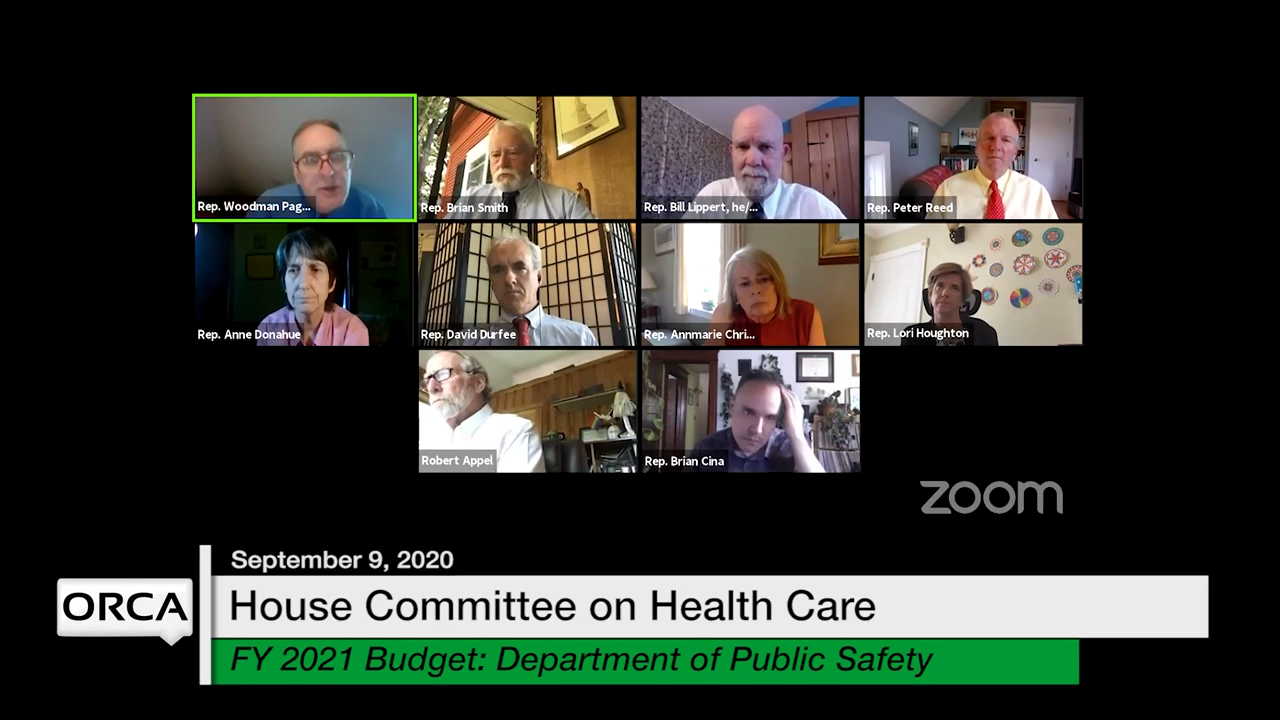 Rep. Woodman Pag...
Rep. Brian Smith
Rep. Bill Lippert, he/...
Rep. Peter Reed
Rep. Anne Donahue
Rep. David Durfee
Rep. Annmarie Chri...
Rep. Lori Houghton
Robert Appel
Rep. Brian Cina
zoom
September 9, 2020
ORCA
House Committee on Health Care
FY 2021 Budget: Department of Public Safety